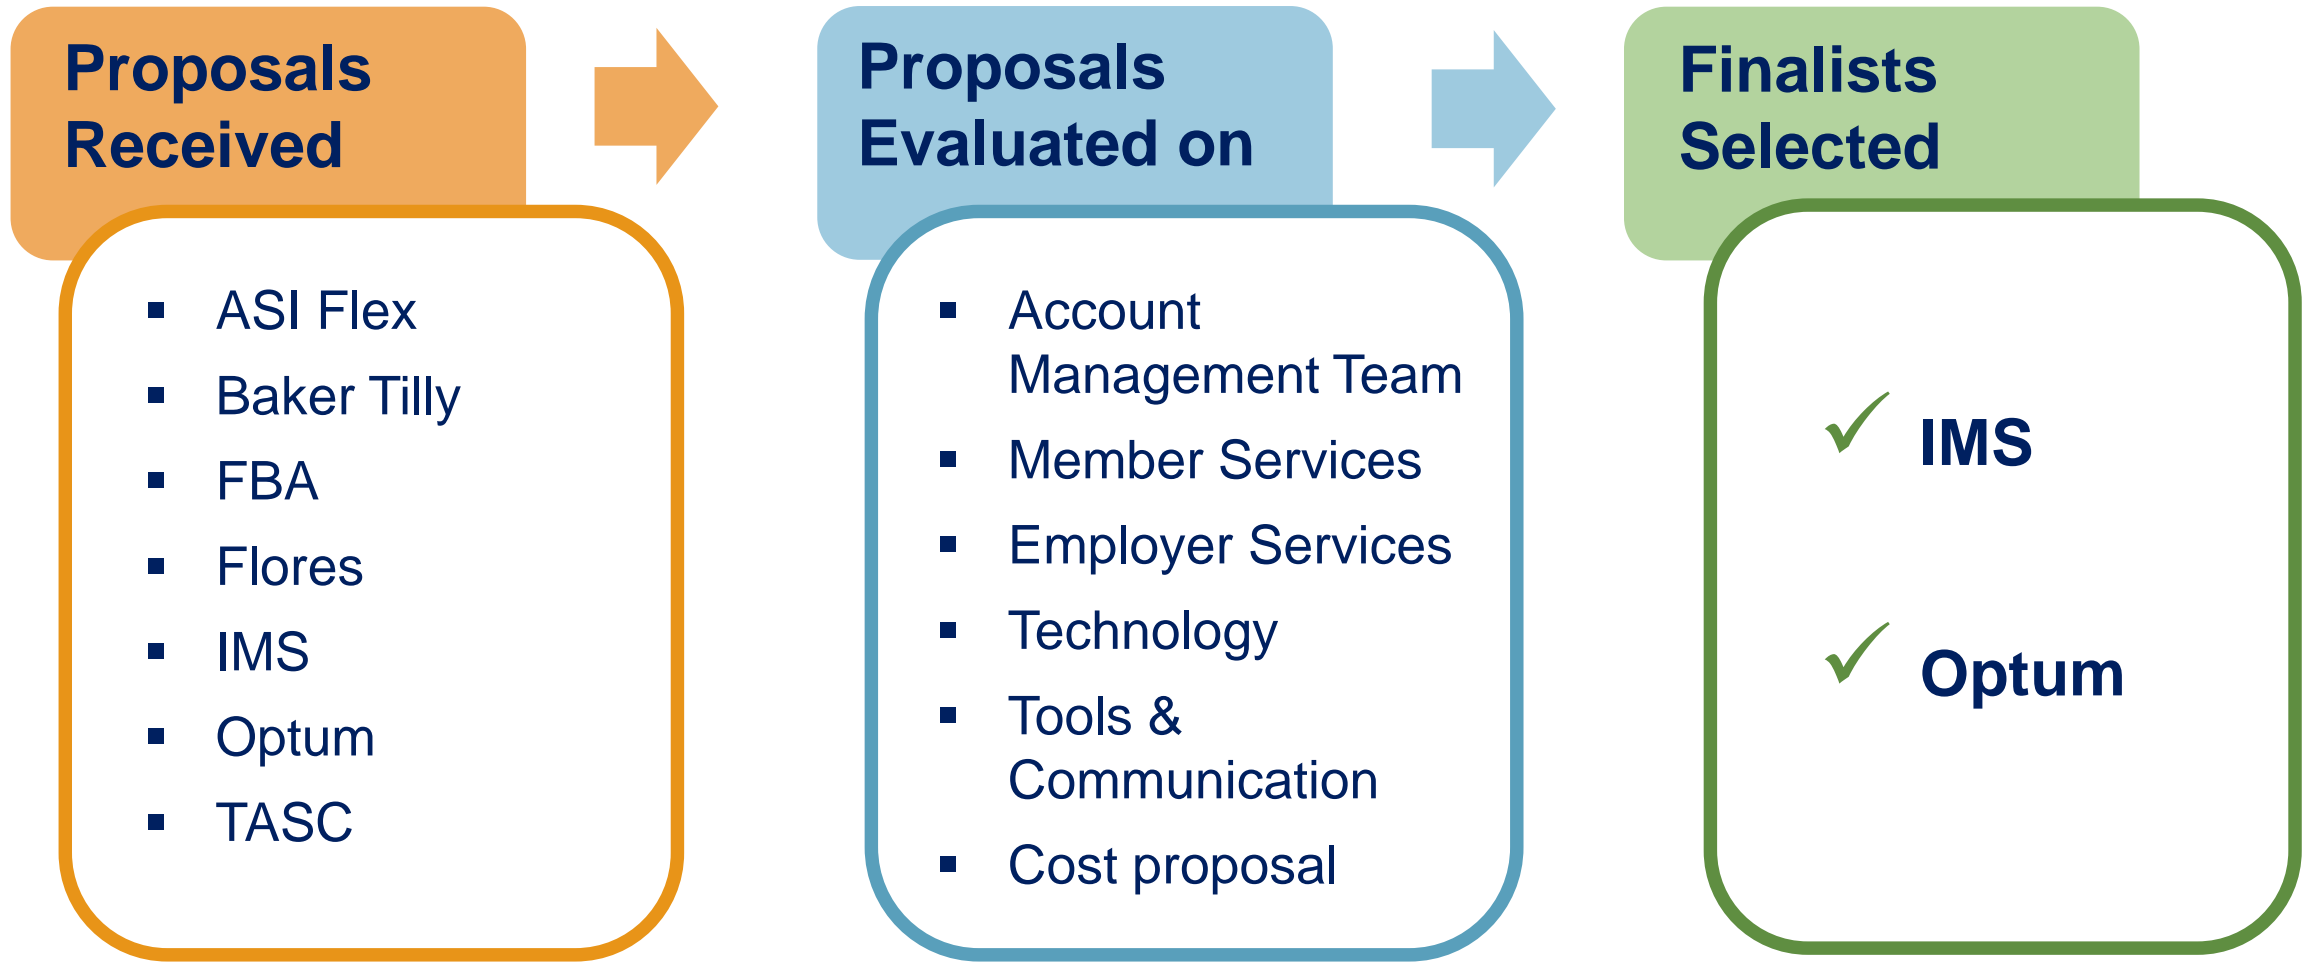 Proposals
Received
ASI Flex
Baker Tilly
FBA
Flores
IMS
Optum
TASC
Proposals
Evaluated on
Account
Management Team
Member Services
Employer Services
Technology
Tools &
Communication
Cost proposal
Finalists
Selected
IMS
Optum